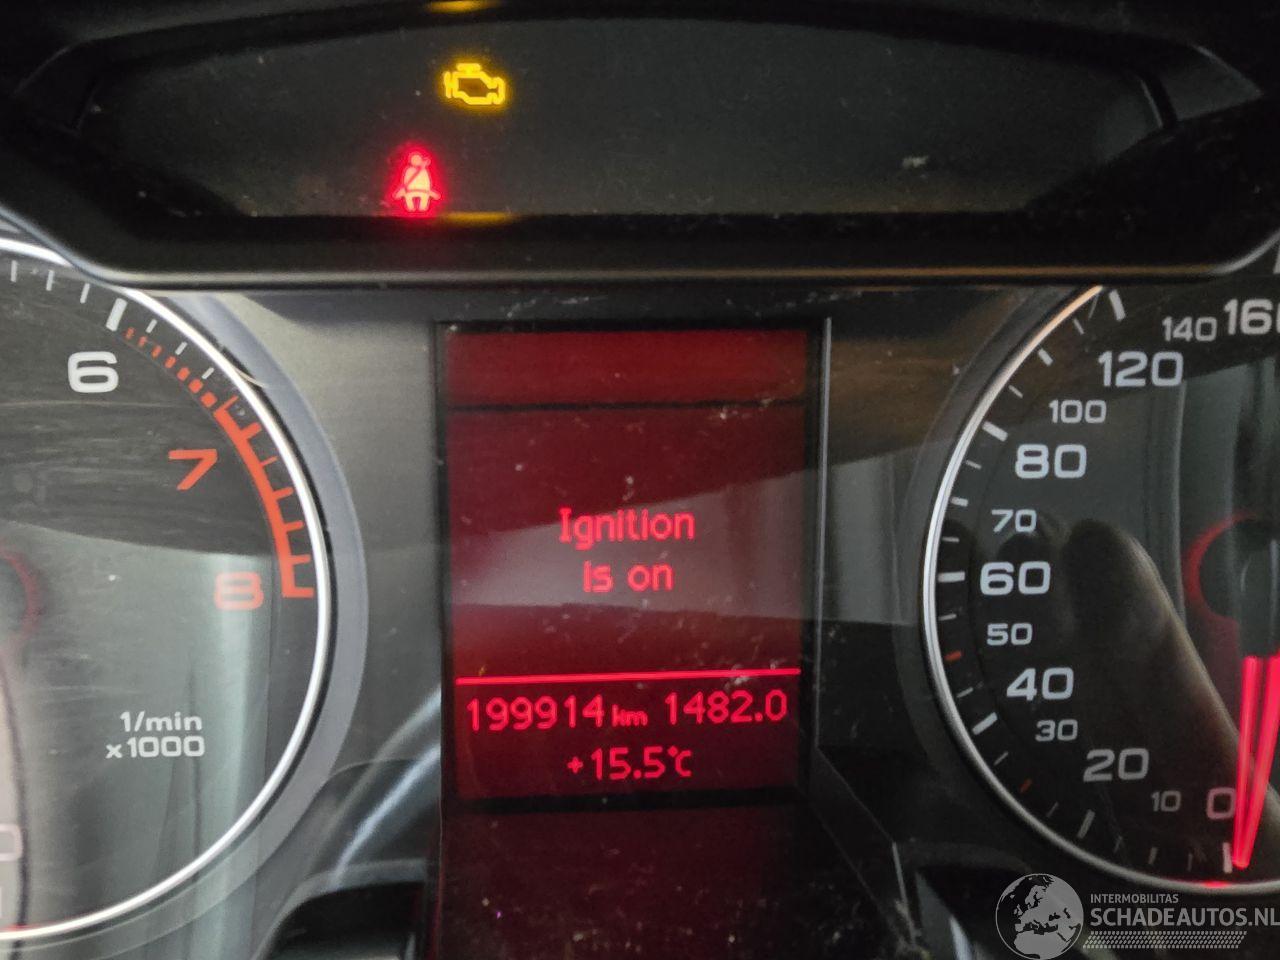 6
7
8
1/min
x1000
Ignition
is on
199914 km 1482.0
+15.5°C
160
140
120
100
80
70
60
50
40
30
20
10
0
INTERMOBILITAS
SCHADEAUTOS.NL